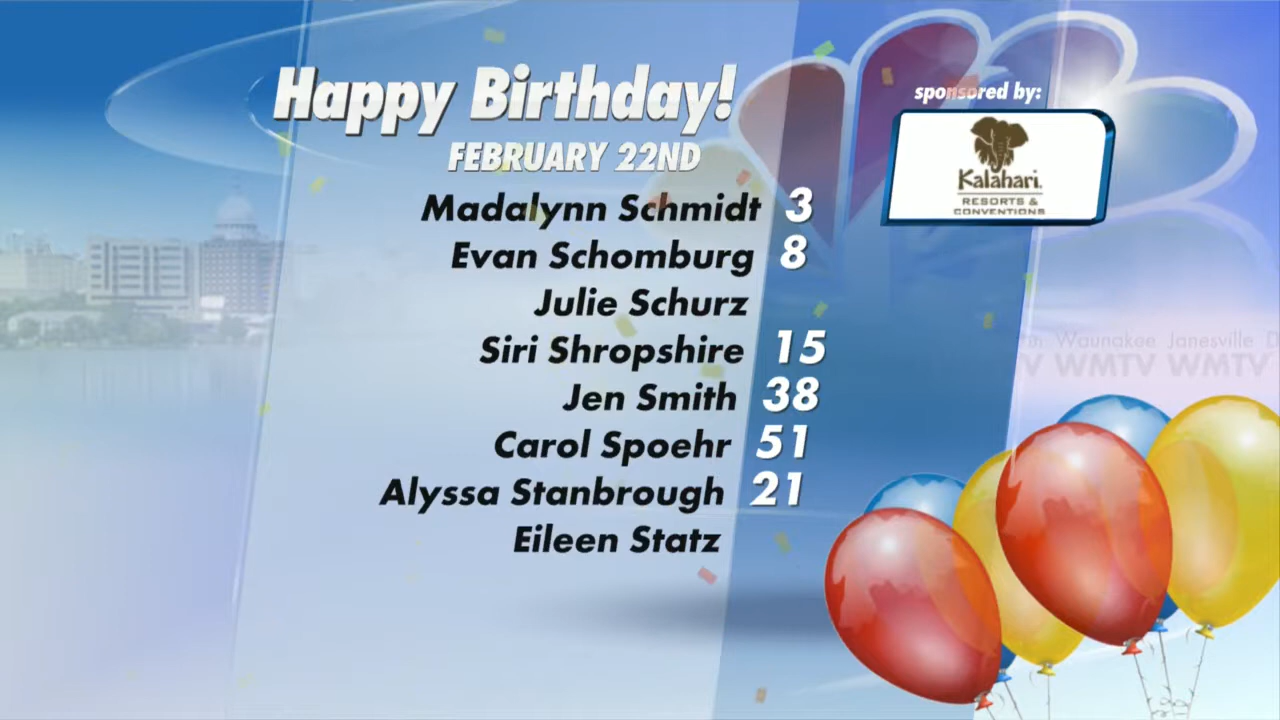 Happy Birthday!
FEBRUARY 22ND
sponsored by:
Kalahari.
RESORTS &
CONVENTIONS
Madalynn Schmidt 3
Evan Schomburg 8
Julie Schurz
Siri Shropshire 15
Jen Smith 38
Carol Spoehr 51
Alyssa Stanbrough 21
Eileen Statz
Waunakee Janesville
WMTV WMTV